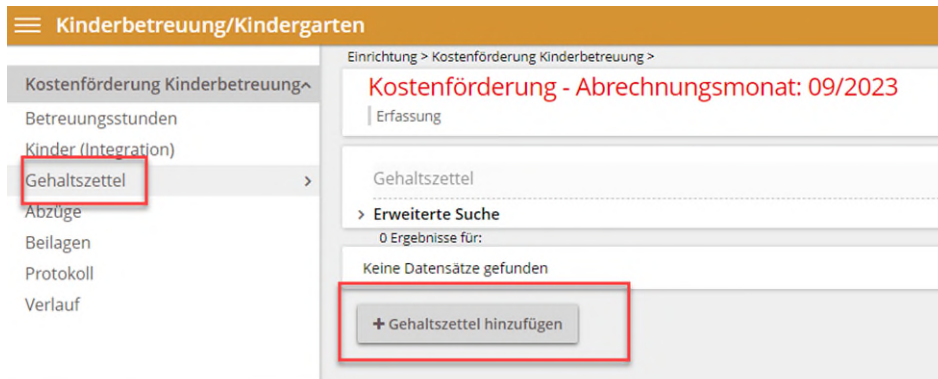 Kinderbetreuung/Kindergarten
Einrichtung > Kostenförderung Kinderbetreuung >
Kostenförderung Kinderbetreuung
Betreuungsstunden
Kinder (Integration)
Gehaltszettel
Abzüge
Beilagen
Protokoll
Verlauf
Kostenförderung - Abrechnungsmonat: 09/2023
Erfassung
Gehaltszettel
> Erweiterte Suche
0 Ergebnisse für:
Keine Datensätze gefunden
+ Gehaltszettel hinzufügen